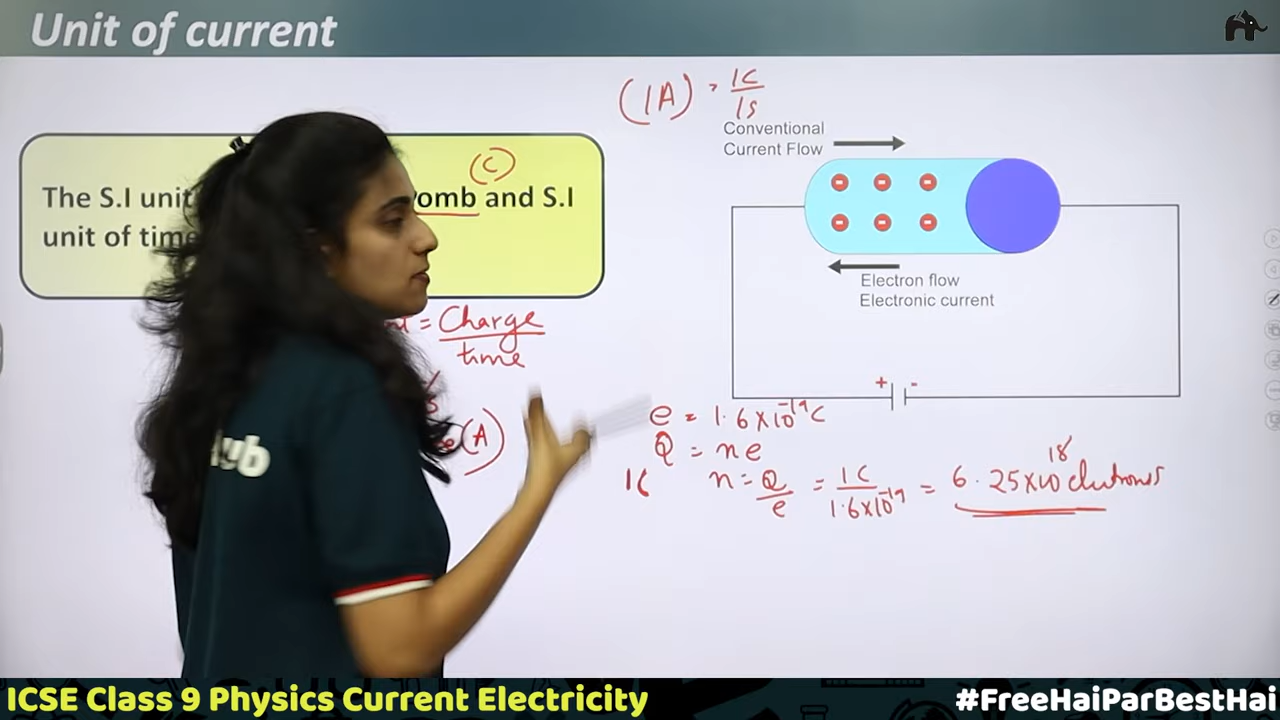 Unit of current
(1A) = 1C
1s
Conventional
Current Flow
(C)
The S.I unit omb and S.I
unit of time
Electron flow
Electronic current
= Charge
time
(A)
+ -
e = 1.6×10⁻¹⁹C
Q = ne
1C n = Q = 1C = 6.25×10¹⁸ electrons
e 1.6×10⁻¹⁹
ub
ICSE Class 9 Physics Current Electricity
#FreeHaiParBestHai